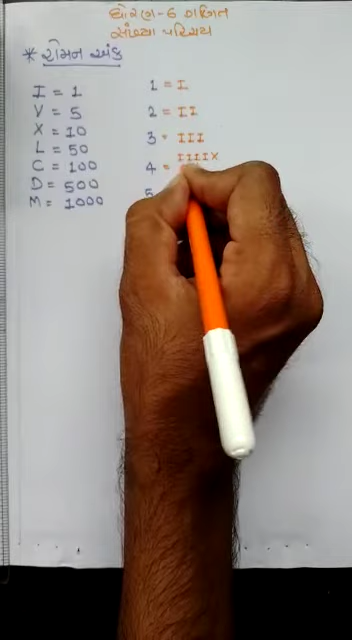 ધોરણ-6 ગણિત
સંખ્યા પરિચય
* રોમન અંક
I = 1
V = 5
X = 10
L = 50
C = 100
D = 500
M = 1000
1 = I
2 = II
3 = III
IIIIX
4 =
5